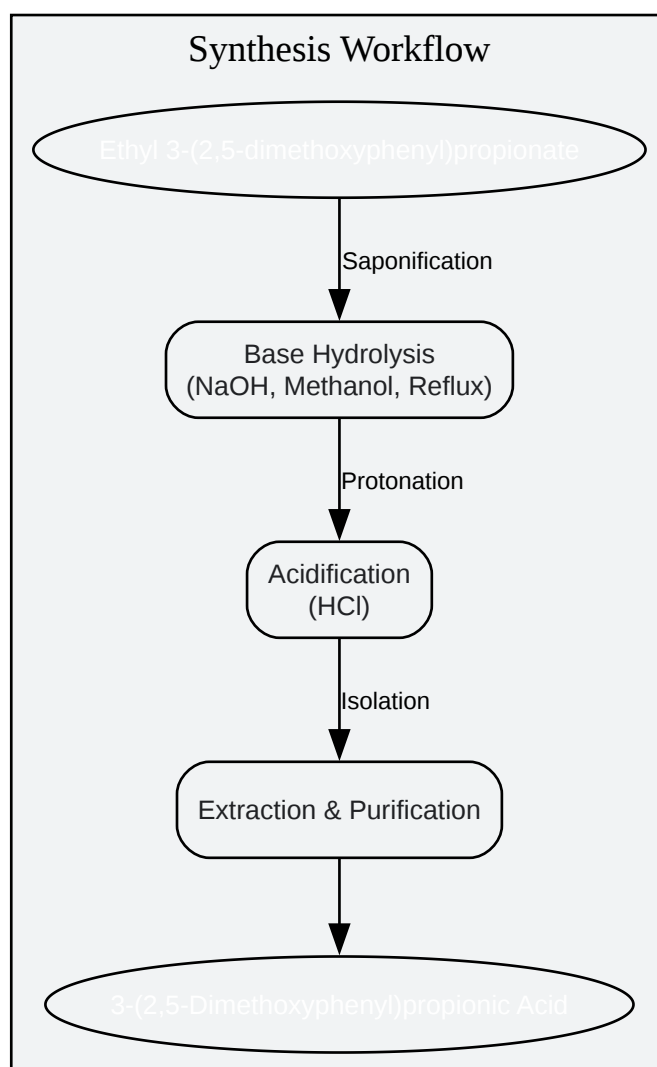 Synthesis Workflow
Ethyl 3-(2,5-dimethoxyphenyl)propionate
Saponification
Base Hydrolysis
(NaOH, Methanol, Reflux)
Protonation
Acidification
(HCl)
Isolation
Extraction & Purification
3-(2,5-Dimethoxyphenyl)propionic Acid